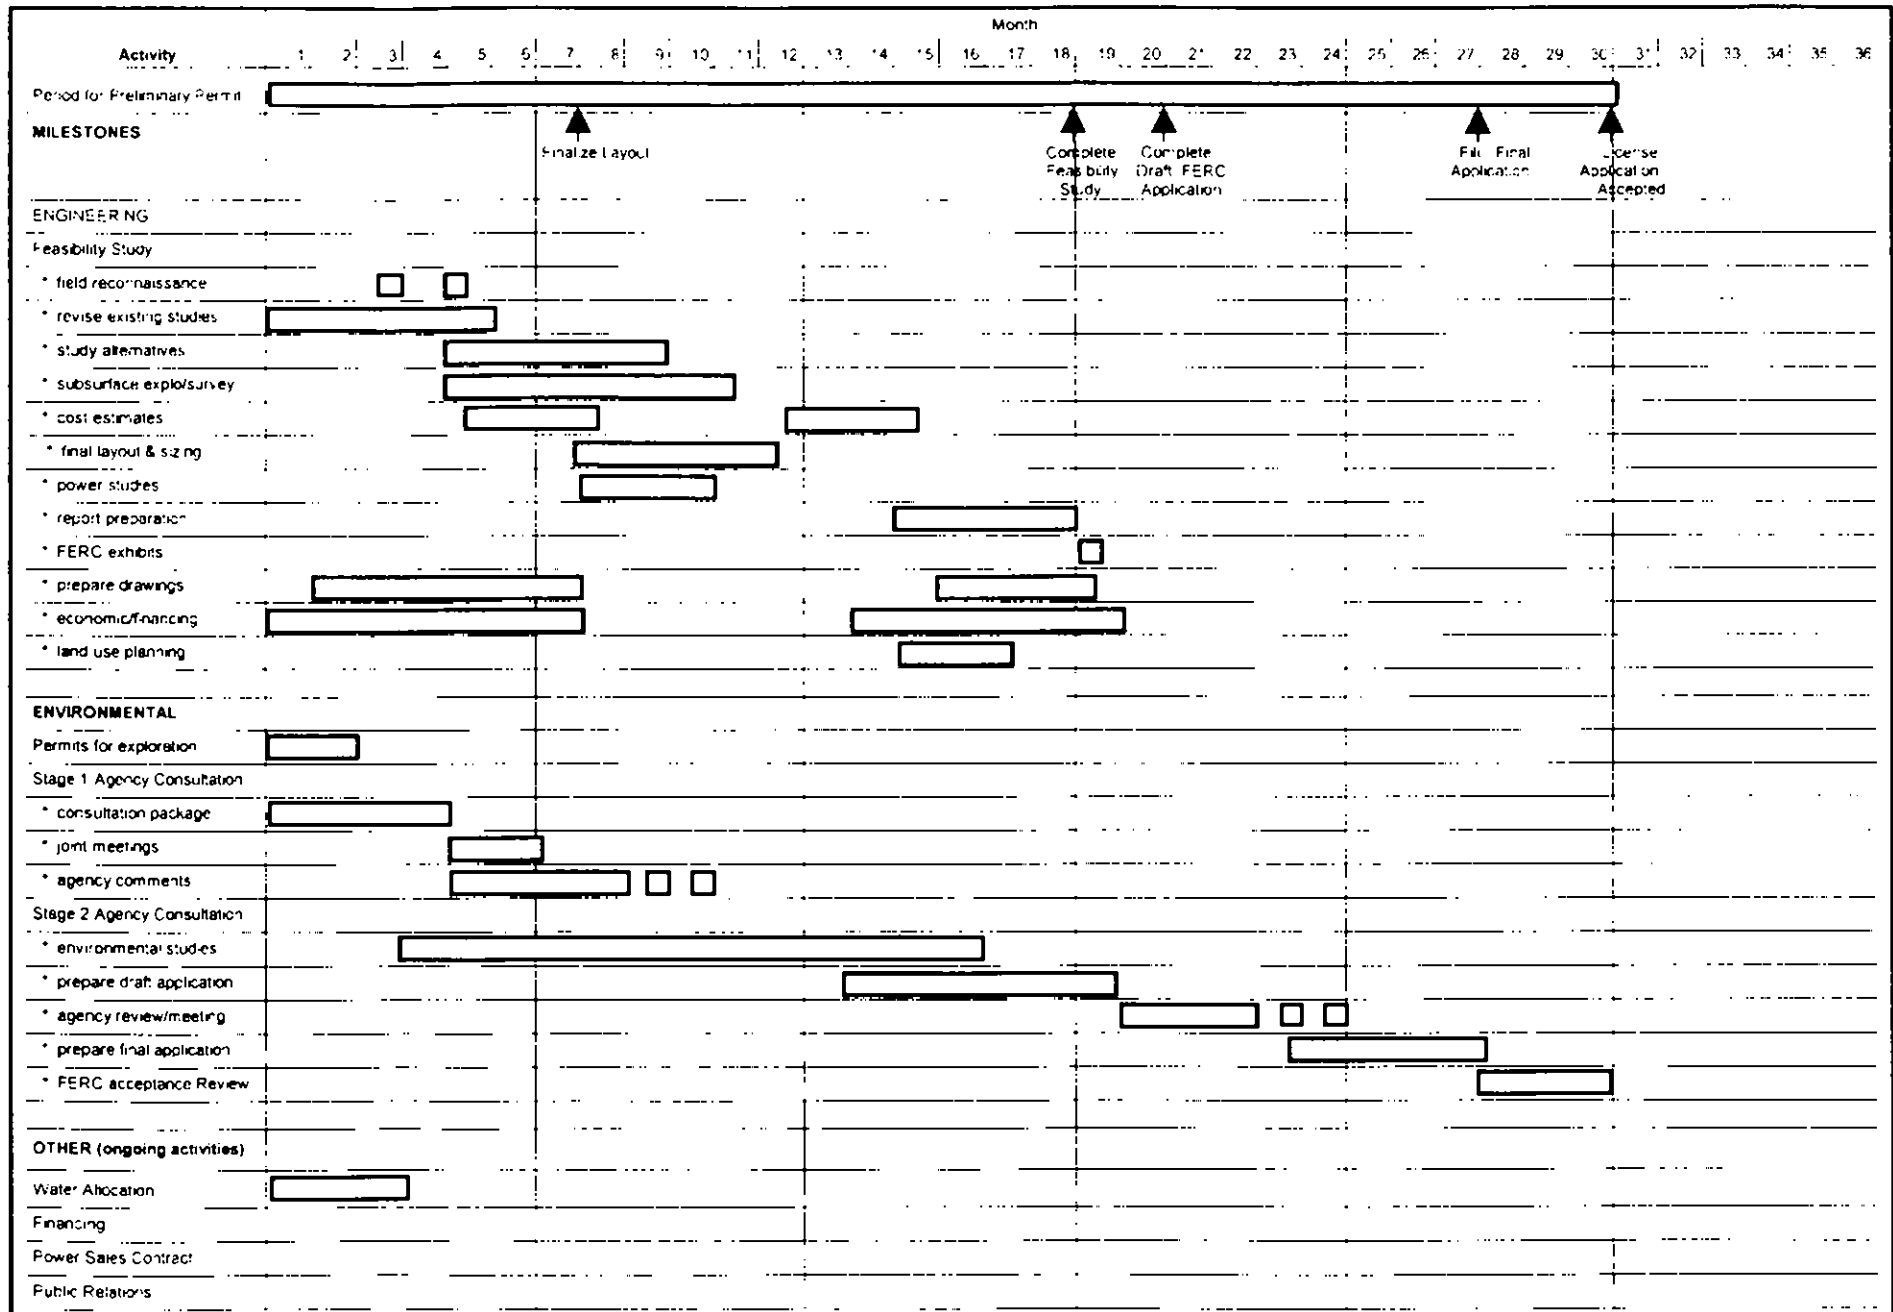 Month
Activity 1 2 3 4 5 6 7 8 9 10 11 12 13 14 15 16 17 18 19 20 21 22 23 24 25 26 27 28 29 30 31 32 33 34 35 36
Period for Preliminary Permit
MILESTONES
Finalize Layout
Complete Feasibility Study
Complete Draft FERC Application
File Final Application
License Application Accepted
ENGINEERING
Feasibility Study
* field reconnaissance
* revise existing studies
* study alternatives
* subsurface explo/survey
* cost estimates
* final layout & sizing
* power studies
* report preparation
* FERC exhibits
* prepare drawings
* economic/financing
* land use planning
ENVIRONMENTAL
Permits for exploration
Stage 1 Agency Consultation
* consultation package
* joint meetings
* agency comments
Stage 2 Agency Consultation
* environmental studies
* prepare draft application
* agency review/meeting
* prepare final application
* FERC acceptance Review
OTHER (ongoing activities)
Water Allocation
Financing
Power Sales Contract
Public Relations